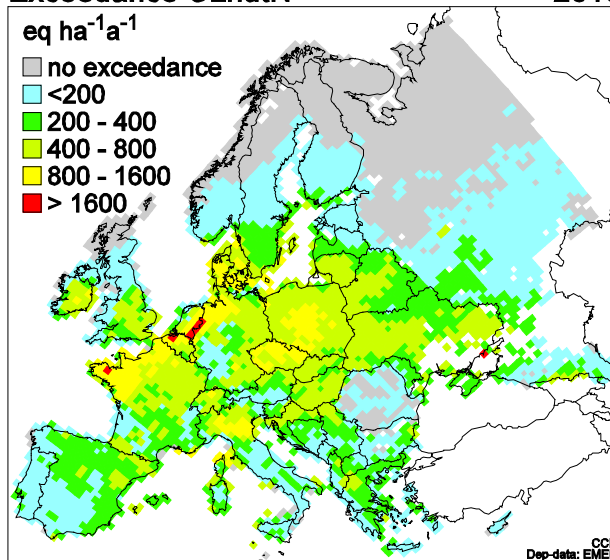 eq ha⁻¹a⁻¹
no exceedance
<200
200 - 400
400 - 800
800 - 1600
> 1600
Dep-data: EME